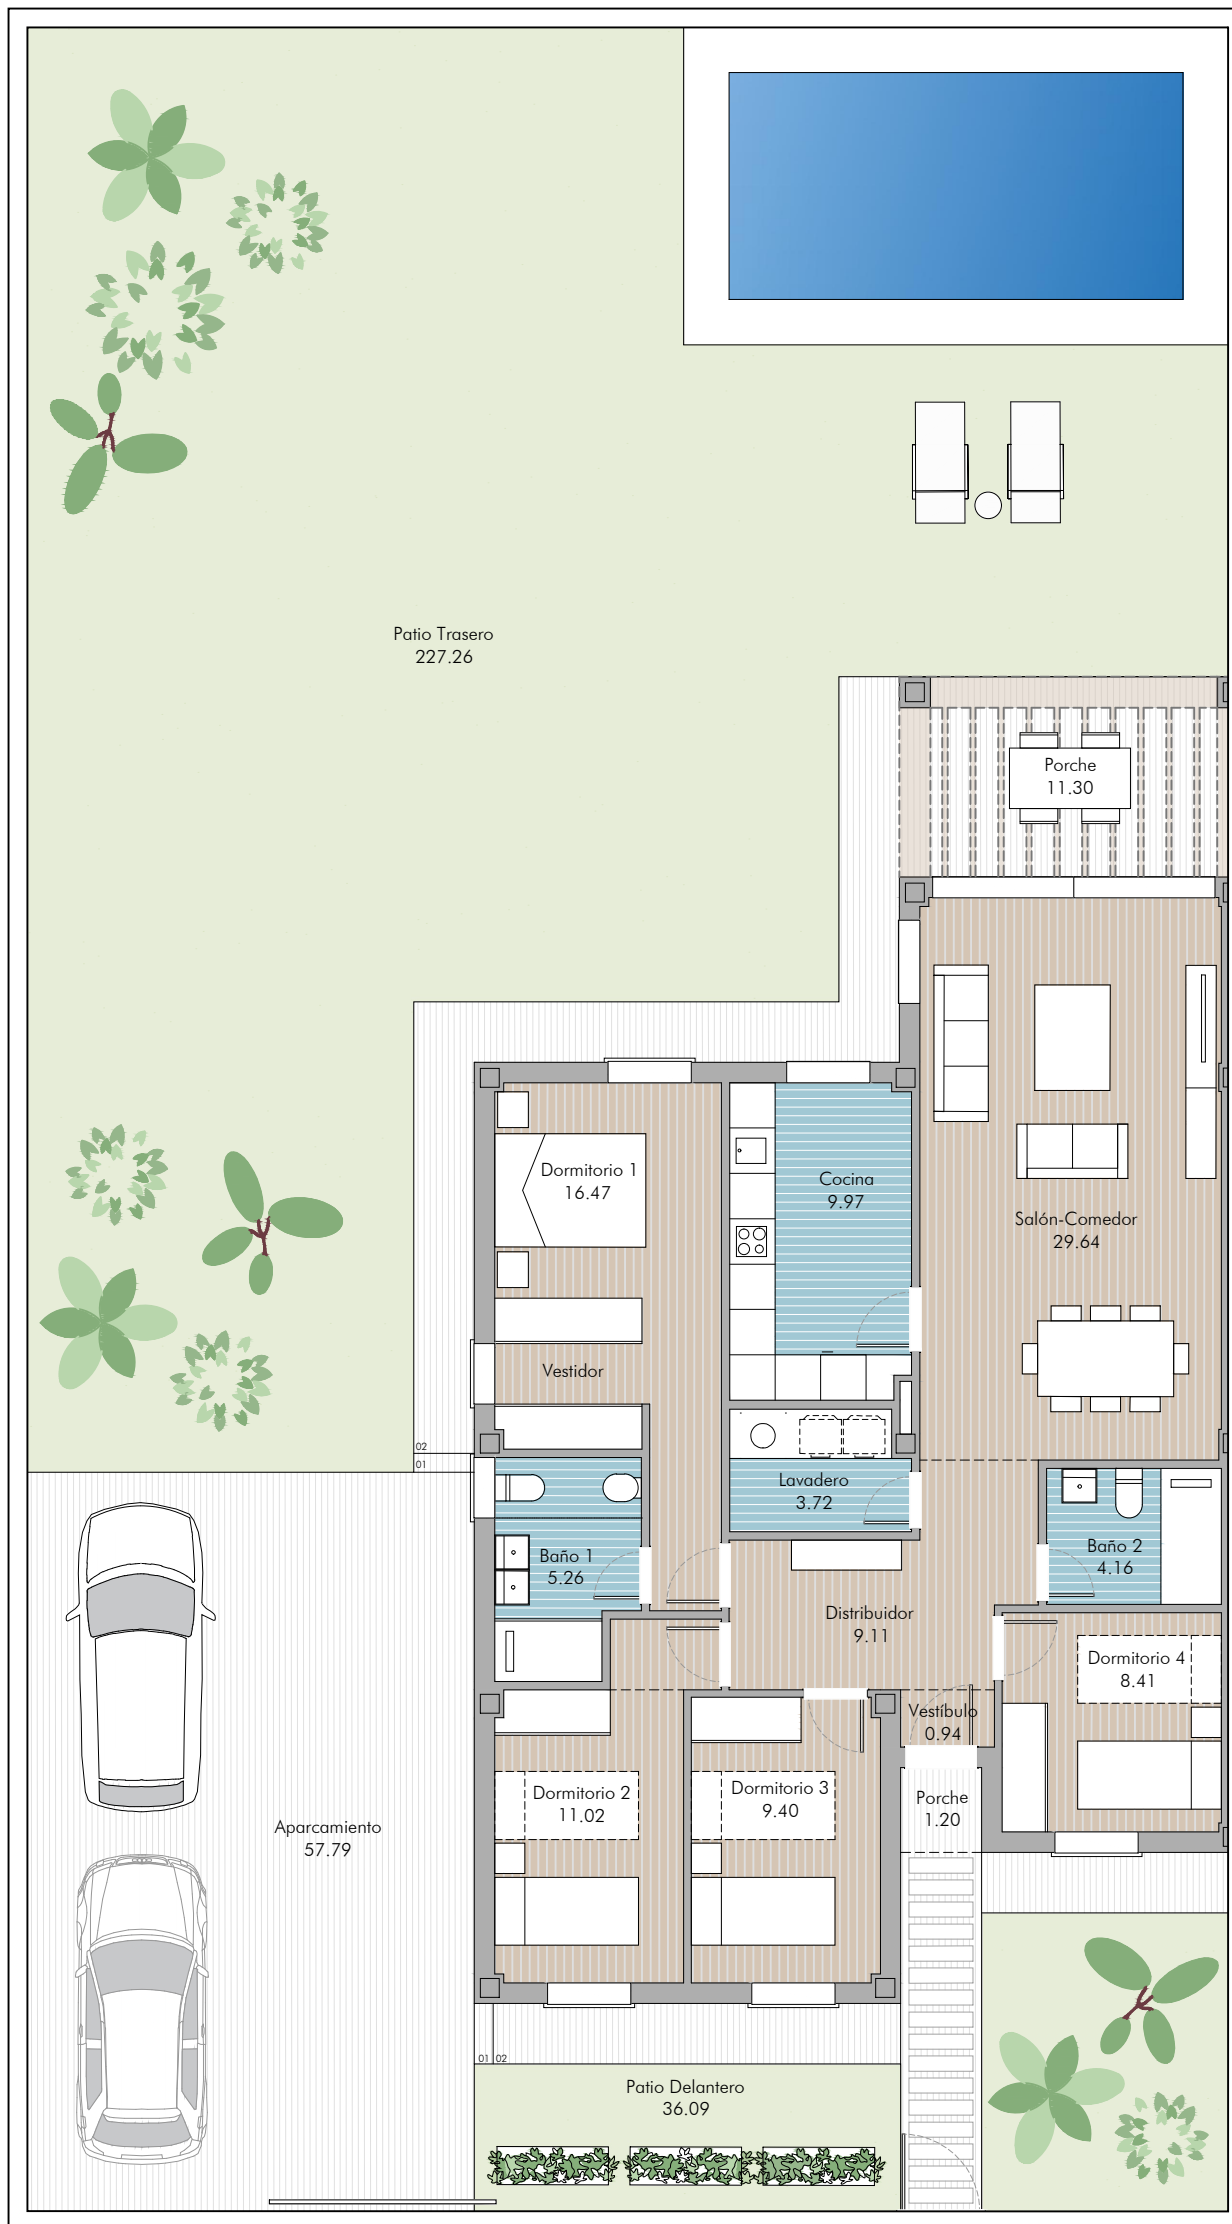 Patio Trasero
227.26
Porche
11.30
Dormitorio 1
16.47
Cocina
9.97
Salón-Comedor
29.64
Vestidor
02
01
Lavadero
3.72
Baño 1
5.26
Baño 2
4.16
Distribuidor
9.11
Dormitorio 4
8.41
Vestíbulo
0.94
Dormitorio 2
11.02
Dormitorio 3
9.40
Porche
1.20
Aparcamiento
57.79
01 02
Patio Delantero
36.09